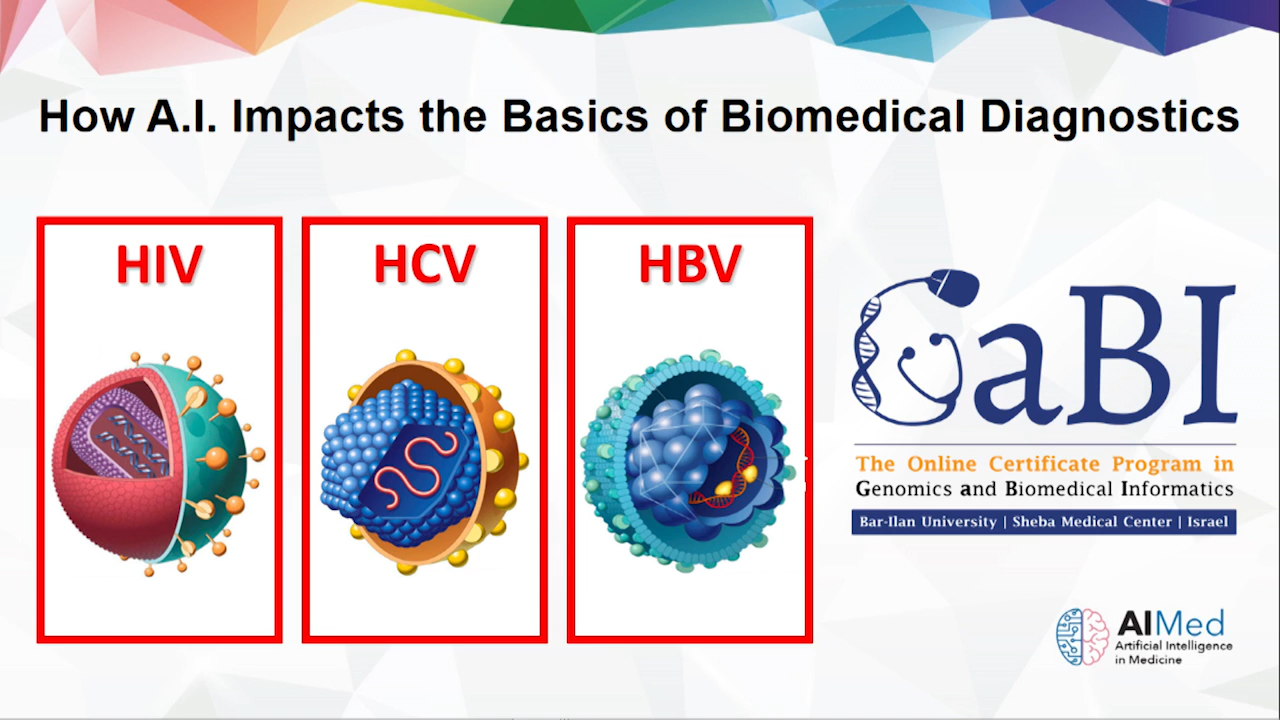 How A.I. Impacts the Basics of Biomedical Diagnostics
HIV
HCV
HBV
GaBI
The Online Certificate Program in
Genomics and Biomedical Informatics
Bar-Ilan University | Sheba Medical Center | Israel
AIMed
Artificial Intelligence
in Medicine